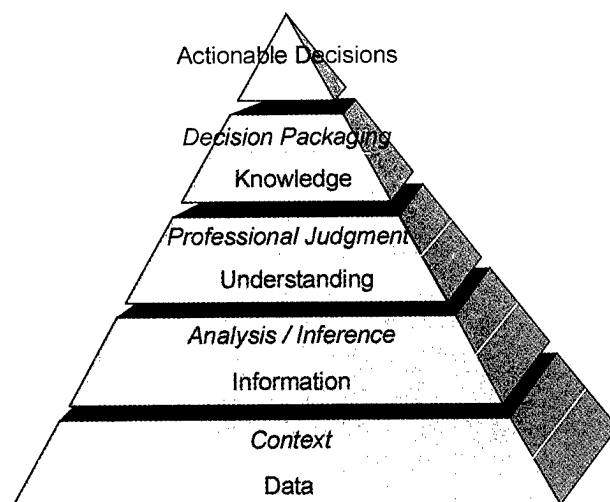 Actionable Decisions
Decision Packaging
Knowledge
Professional Judgment
Understanding
Analysis / Inference
Information
Context
Data